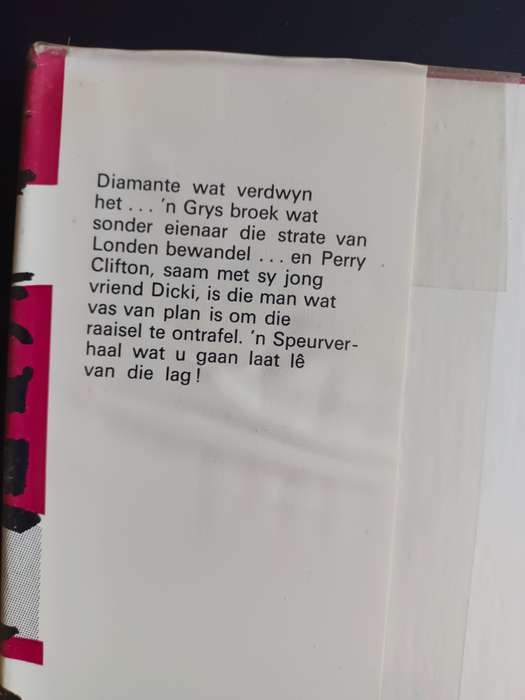 Diamante wat verdwyn
het . . . 'n Grys broek wat
sonder eienaar die strate van
Londen bewandel . . . en Perry
Clifton, saam met sy jong
vriend Dicki, is die man wat
vas van plan is om die
raaisel te ontrafel. 'n Speurver-
haal wat u gaan laat lê
van die lag!